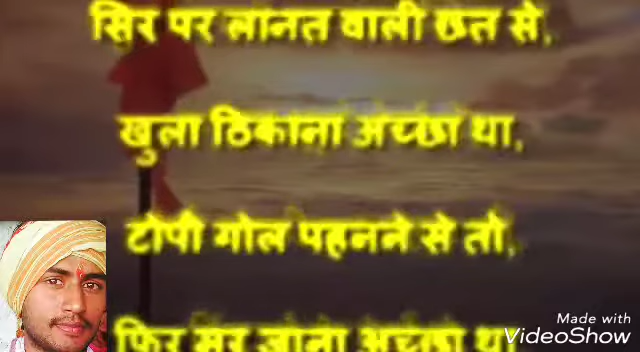 सिर पर लानत वाली छत से,
खुला ठिकाना अच्छा था,
टोपी गोल पहनने से तो,
फिर मर जाना अच्छा था
Made with
VideoShow